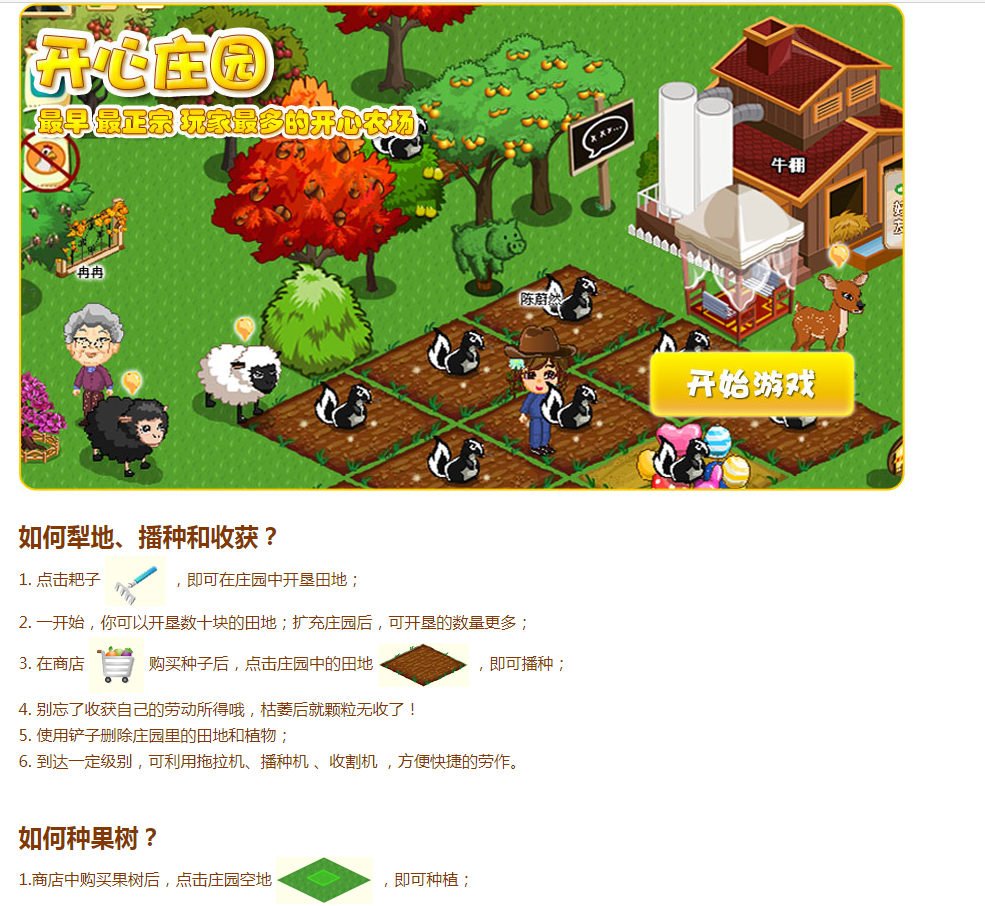 开心庄园
最早 最正宗 玩家最多的开心农场
牛棚
好友
冉冉
陈蔚然
开始游戏
如何犁地、播种和收获？
1. 点击耙子 ，即可在庄园中开垦田地；
2. 一开始，你可以开垦数十块的田地；扩充庄园后，可开垦的数量更多；
3. 在商店 购买种子后，点击庄园中的田地 ，即可播种；
4. 别忘了收获自己的劳动所得哦，枯萎后就颗粒无收了！
5. 使用铲子删除庄园里的田地和植物；
6. 到达一定级别，可利用拖拉机、播种机 、收割机 ，方便快捷的劳作。
如何种果树？
1.商店中购买果树后，点击庄园空地 ，即可种植；